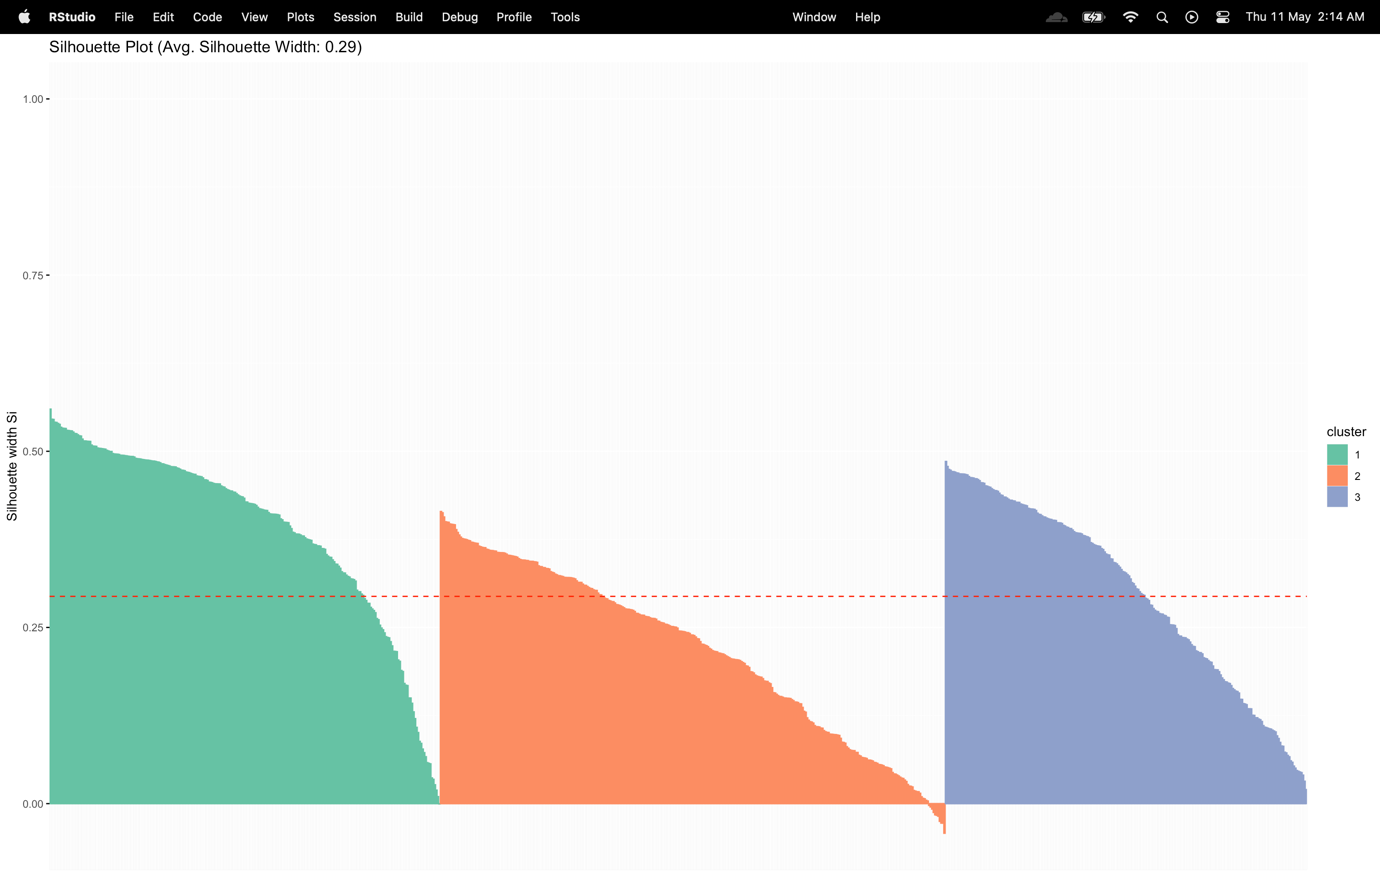 RStudio File Edit Code View Plots Session Build Debug Profile Tools Window Help Thu 11 May 2:14 AM
Silhouette Plot (Avg. Silhouette Width: 0.29)
1.00
0.75
0.50
0.25
0.00
Silhouette width Si
cluster
1
2
3